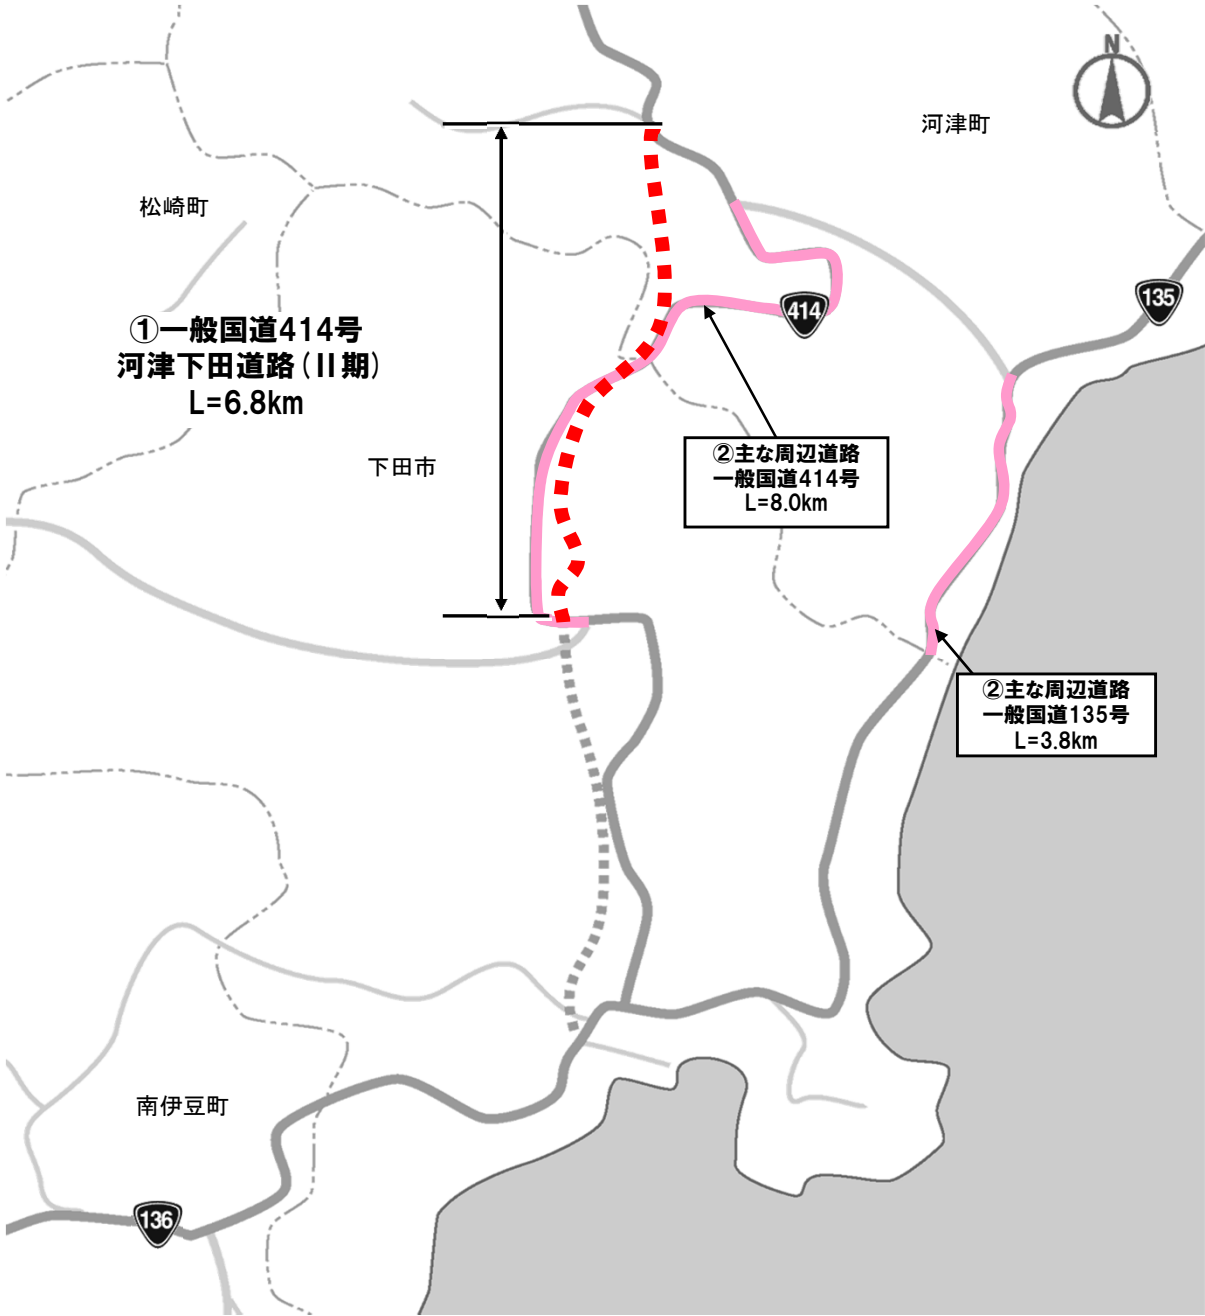 N
河津町
松崎町
135
414
①一般国道414号
河津下田道路(Ⅱ期)
L=6.8km
②主な周辺道路
一般国道414号
L=8.0km
下田市
②主な周辺道路
一般国道135号
L=3.8km
南伊豆町
136